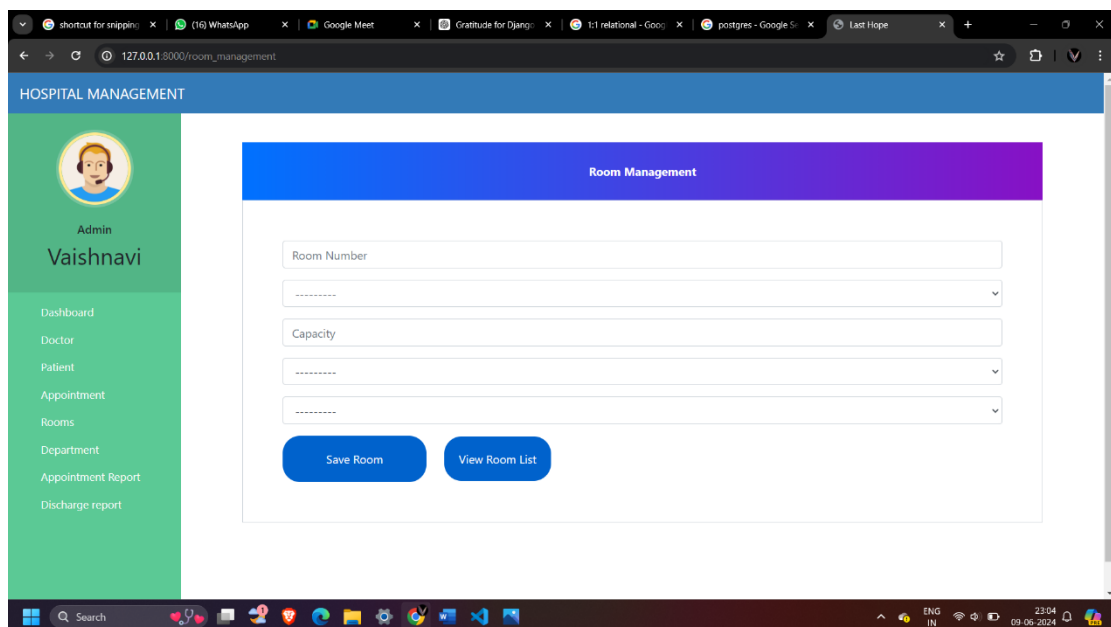 shortcut for snipping
(16) WhatsApp
Google Meet
Gratitude for Django
1:1 relational - Goog
postgres - Google Se
Last Hope
127.0.0.1:8000/room_management
HOSPITAL MANAGEMENT
Admin
Vaishnavi
Dashboard
Doctor
Patient
Appointment
Rooms
Department
Appointment Report
Discharge report
Room Management
Room Number
---------
Capacity
---------
---------
Save Room
View Room List
Search
ENG
IN
23:04
09-06-2024